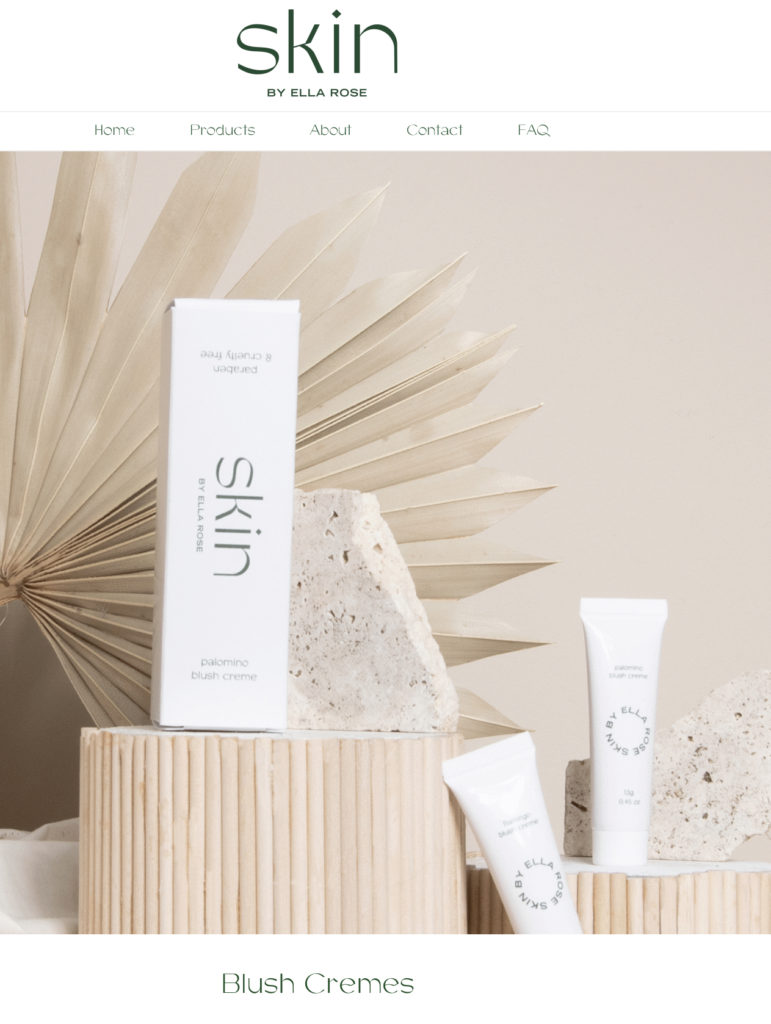 skin
BY ELLA ROSE
Home Products About Contact FAQ
paraben
& cruelty free
skin
BY ELLA ROSE
palomino
blush creme
palomino
blush creme
SKIN BY ELLA ROSE
13g
0.45 oz
flamingo
blush creme
SKIN BY ELLA ROSE
Blush Cremes